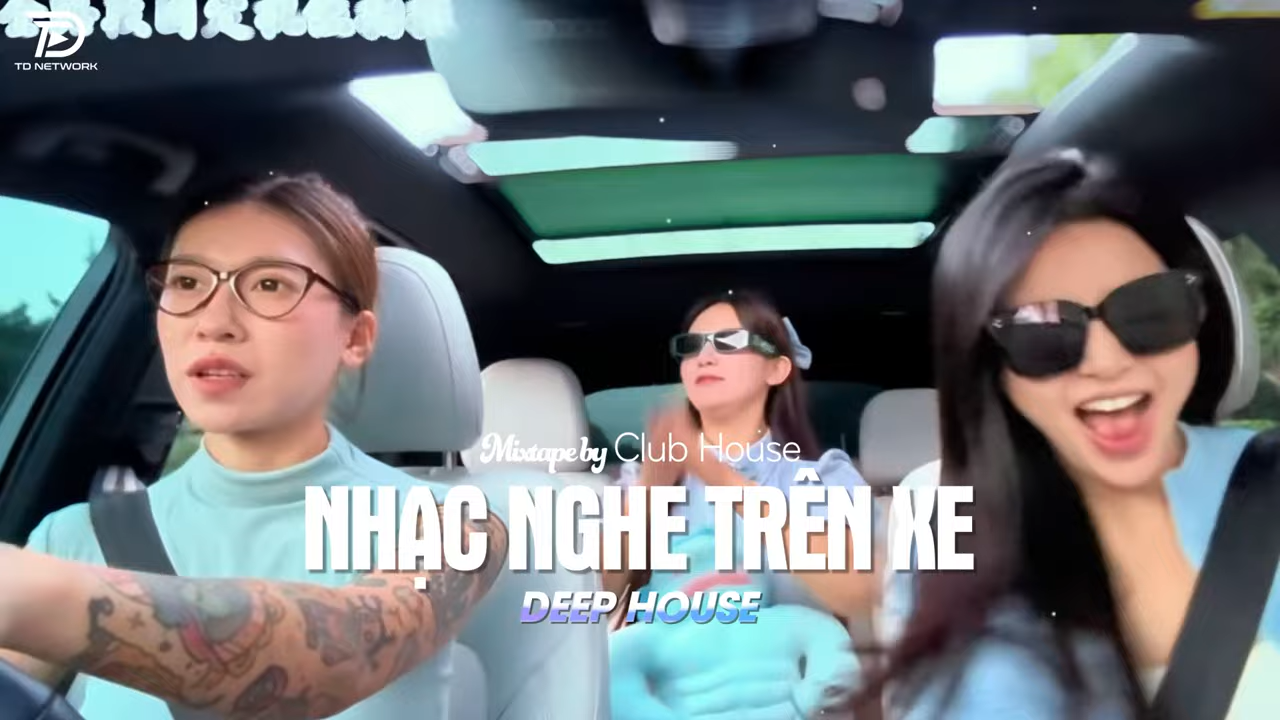 TD NETWORK
Mixtape by Club House
NHẠC NGHE TRÊN XE
DEEP HOUSE